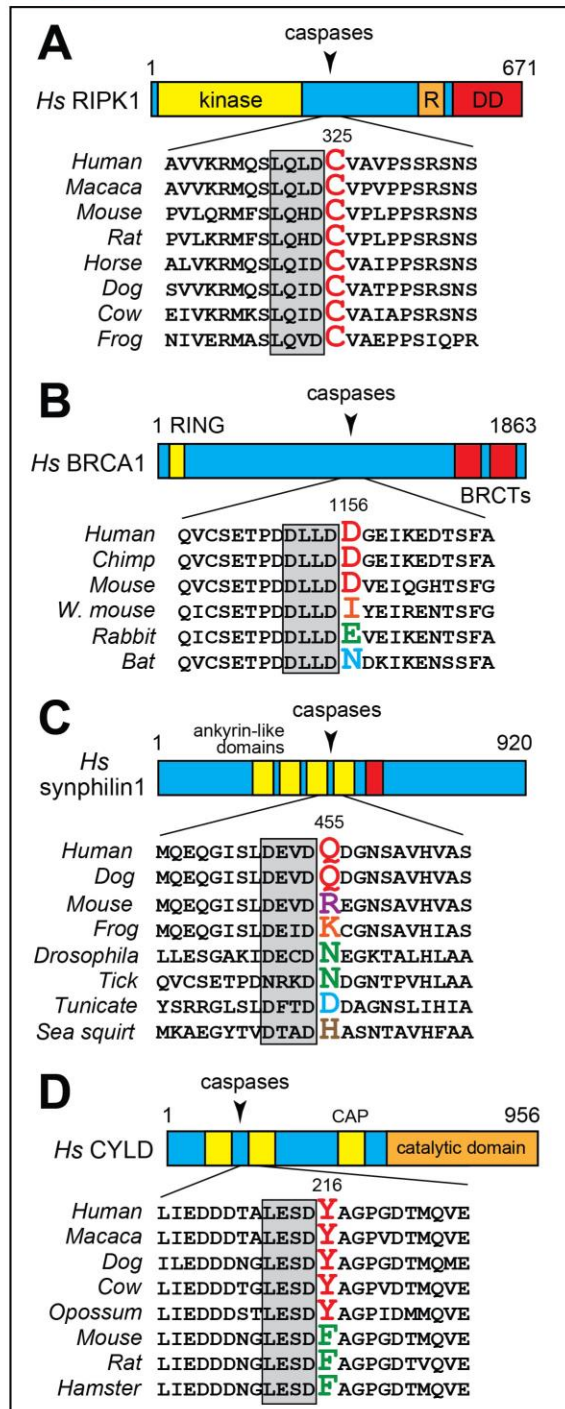 A
caspases
1 671
Hs RIPK1 kinase R DD
325
Human AVVKRMQSLQLDCVAVPSSRSNS
Macaca AVVKRMQSLQLDCVPVPPSRSNS
Mouse PVLQRMFSLQHDCVPLPPSRSNS
Rat PVLKRMFSLQHDCVPLPPSRSNS
Horse ALVKRMQSLQIDCVAIPPSRSNS
Dog SVVKRMQSLQIDCVATPPSRSNS
Cow EIVKRMKSLQIDCVAIAPSRSNS
Frog NIVERMASLQVDCVAEPPSIQPR
B
caspases
1 RING 1863
Hs BRCA1
BRCTs
1156
Human QVCSETPDDLLDDGEIKEDTSFA
Chimp QVCSETPDDLLDDGEIKEDTSFA
Mouse QVCSETPDDLLDDVEIQGHTSFG
W. mouse QICSETPDDLLDIYEIRENTSFG
Rabbit QICSETPDDLLDEVEIKENTSFA
Bat QVCSETPDDLLDNDKIKENSSFA
C
caspases
1 ankyrin-like domains 920
Hs synphilin1
455
Human MQEQGISLDEVDQDGNSAVHVAS
Dog MQEQGISLDEVDQDGNSAVHVAS
Mouse MQEQGISLDEVDREGNSAVHVAS
Frog MQEQGISLDEIDKCGNSAVHIAS
Drosophila LLESGAKIDECDNEGKTALHLAA
Tick QVCSETPDNRKDNDGNTPVHLAA
Tunicate YSRRGLSLDFTDDDAGNSLIHIA
Sea squirt MKAEGYTVDTADHASNTAVHFAA
D
caspases
1 CAP 956
Hs CYLD catalytic domain
216
Human LIEDDDTALESDYAGPGDTMQVE
Macaca LIEDDDTALESDYAGPVDTMQVE
Dog ILEDDDNGLESDYAGPGDTMQME
Cow LIEDDDTGLESDYAGPVDTMQVE
Opossum LIEDDDSTLESDYAGPIDMMQVE
Mouse LIEDDDNGLESDFAGPGDTMQVE
Rat LIEDDDNGLESDFAGPGDTVQVE
Hamster LIEDDDNGLESDFAGPGDTMQVE